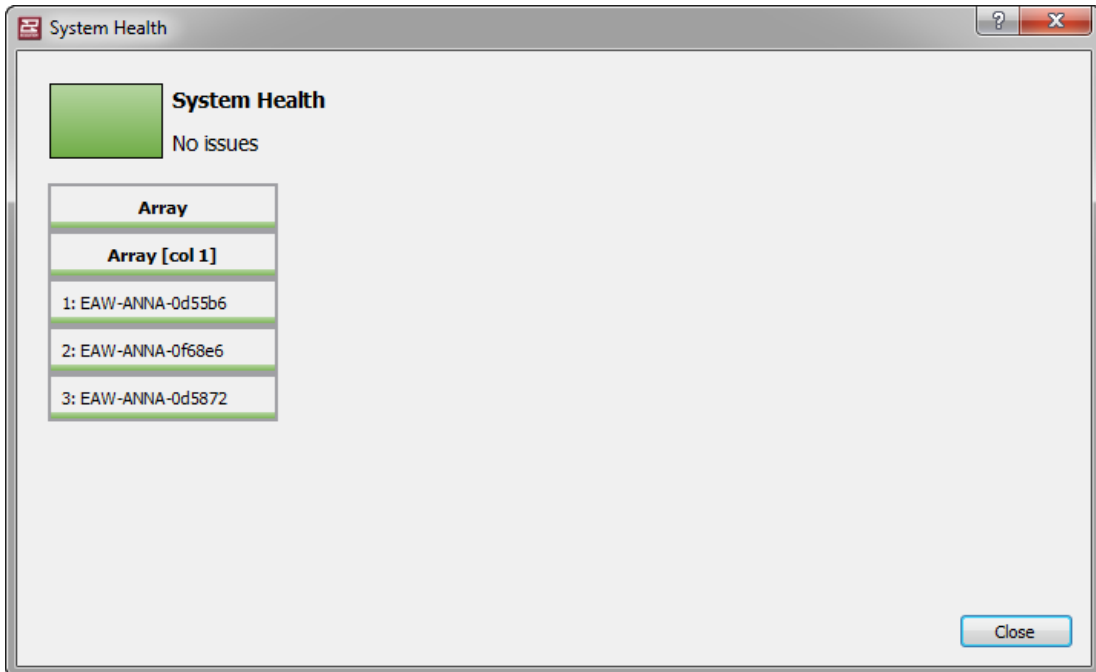 System Health
?
System Health
No issues
Array
Array [col 1]
1: EAW-ANNA-0d55b6
2: EAW-ANNA-0f68e6
3: EAW-ANNA-0d5872
Close